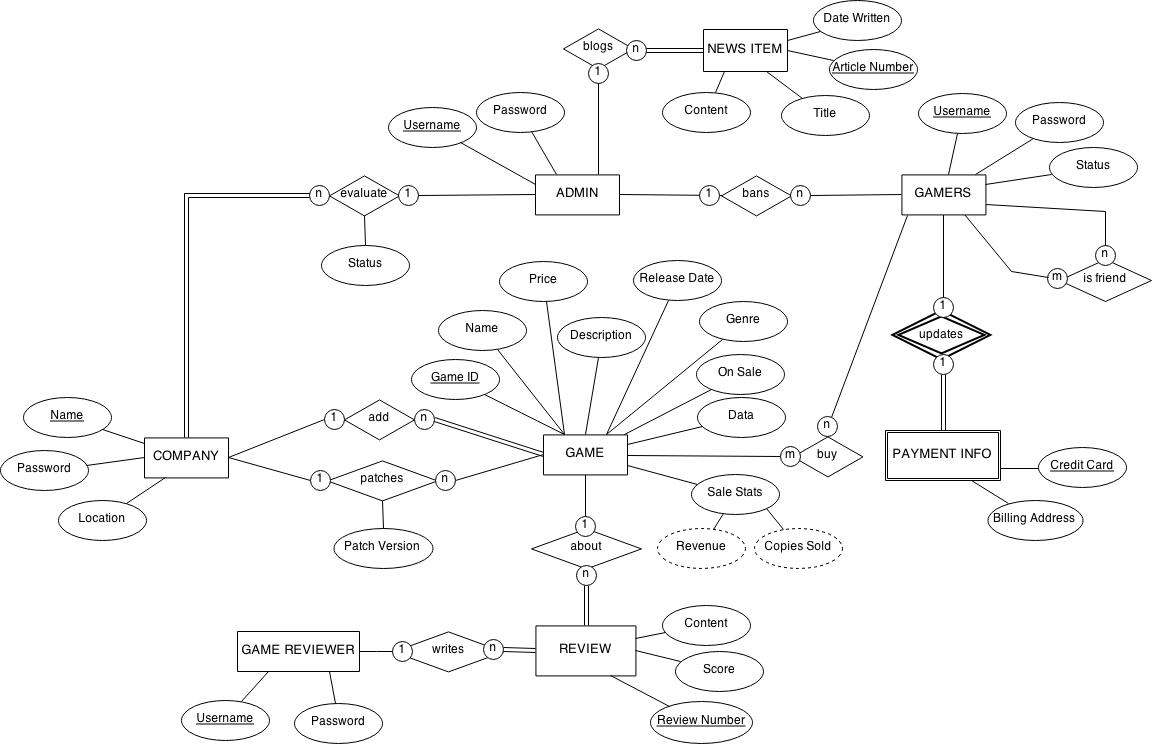 Date Written
blogs
n
NEWS ITEM
1
Article Number
Content
Title
Username
Password
Username
Password
Status
n
evaluate
1
ADMIN
1
bans
n
GAMERS
Status
n
m
is friend
Price
Release Date
1
updates
1
Name
Description
Genre
Game ID
On Sale
Name
1
add
n
Data
n
COMPANY
GAME
m
buy
PAYMENT INFO
Password
Credit Card
1
patches
n
Location
Sale Stats
Billing Address
1
Patch Version
about
Revenue
Copies Sold
n
Content
GAME REVIEWER
1
writes
n
REVIEW
Score
Username
Password
Review Number